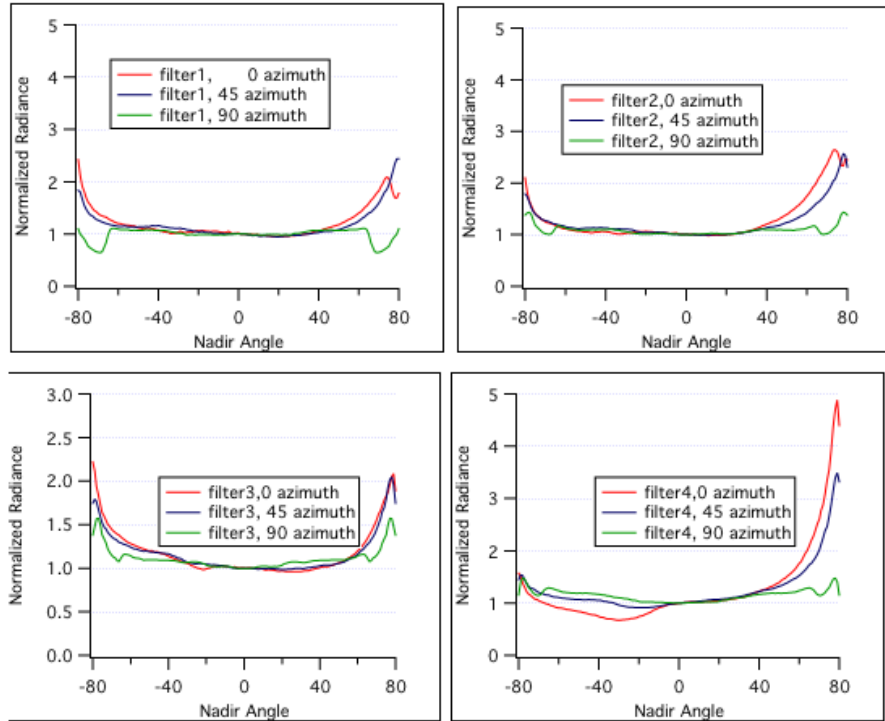 5
4
3
2
1
0
Normalized Radiance
filter1, 0 azimuth
filter1, 45 azimuth
filter1, 90 azimuth
-80 -40 0 40 80
Nadir Angle
5
4
3
2
1
0
Normalized Radiance
filter2,0 azimuth
filter2, 45 azimuth
filter2, 90 azimuth
-80 -40 0 40 80
Nadir Angle
3.0
2.5
2.0
1.5
1.0
0.5
0.0
Normalized Radiance
filter3,0 azimuth
filter3, 45 azimuth
filter3, 90 azimuth
-80 -40 0 40 80
Nadir Angle
5
4
3
2
1
0
Normalized Radiance
filter4,0 azimuth
filter4, 45 azimuth
filter4, 90 azimuth
-80 -40 0 40 80
Nadir Angle